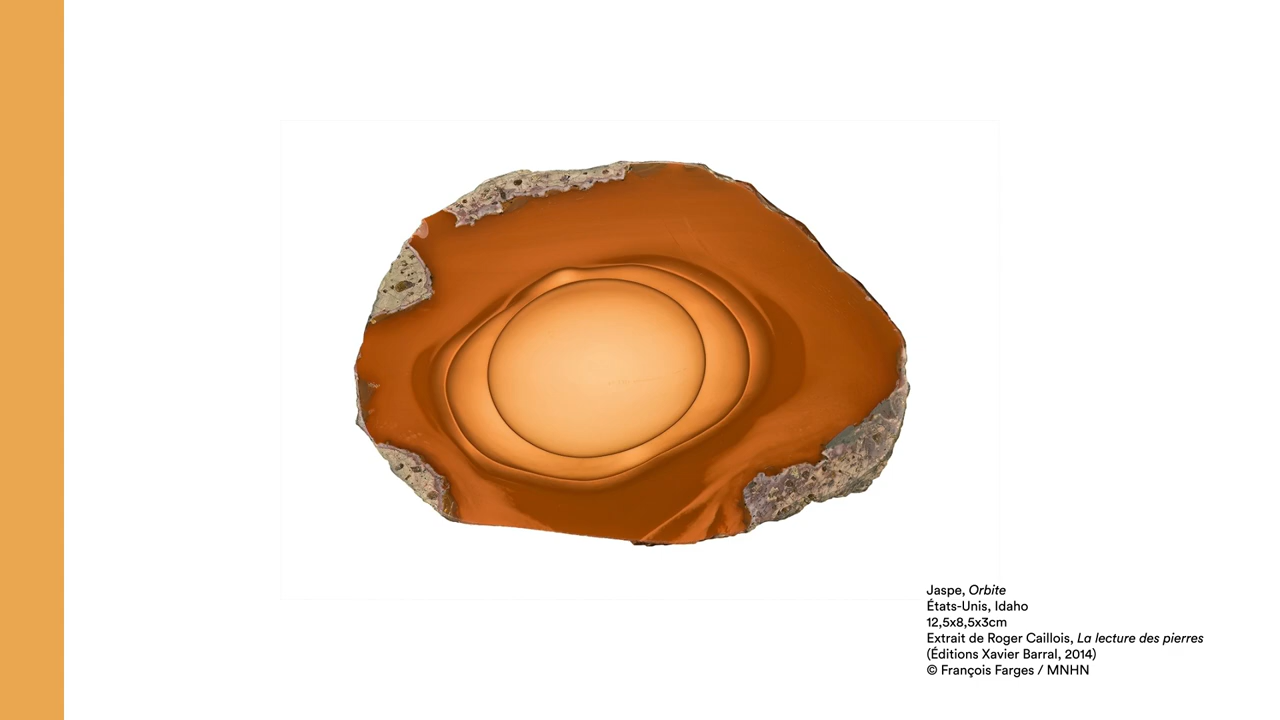 Jaspe, Orbite
États-Unis, Idaho
12,5x8,5x3cm
Extrait de Roger Caillois, La lecture des pierres
(Éditions Xavier Barral, 2014)
© François Farges / MNHN